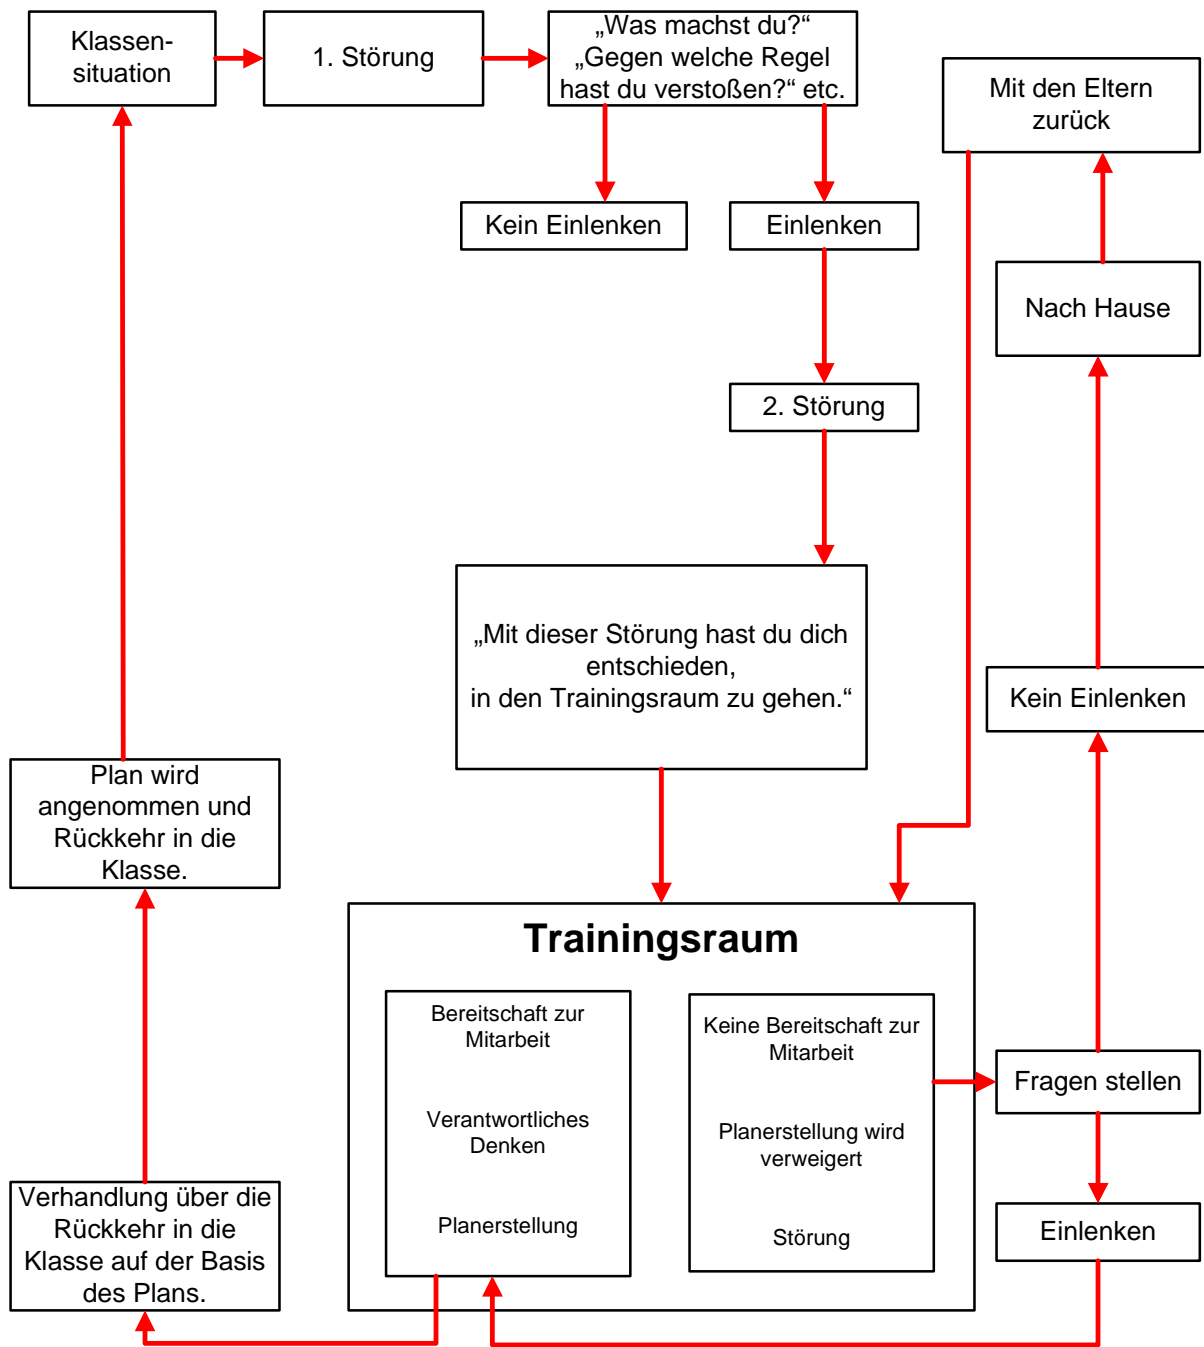 Klassen-
situation
1. Störung
„Was machst du?“
„Gegen welche Regel
hast du verstoßen?“ etc.
Mit den Eltern
zurück
Kein Einlenken
Einlenken
Nach Hause
2. Störung
„Mit dieser Störung hast du dich
entschieden,
in den Trainingsraum zu gehen.“
Kein Einlenken
Plan wird
angenommen und
Rückkehr in die
Klasse.
Trainingsraum
Bereitschaft zur
Mitarbeit
Verantwortliches
Denken
Planerstellung
Keine Bereitschaft zur
Mitarbeit
Planerstellung wird
verweigert
Störung
Fragen stellen
Einlenken
Verhandlung über die
Rückkehr in die
Klasse auf der Basis
des Plans.